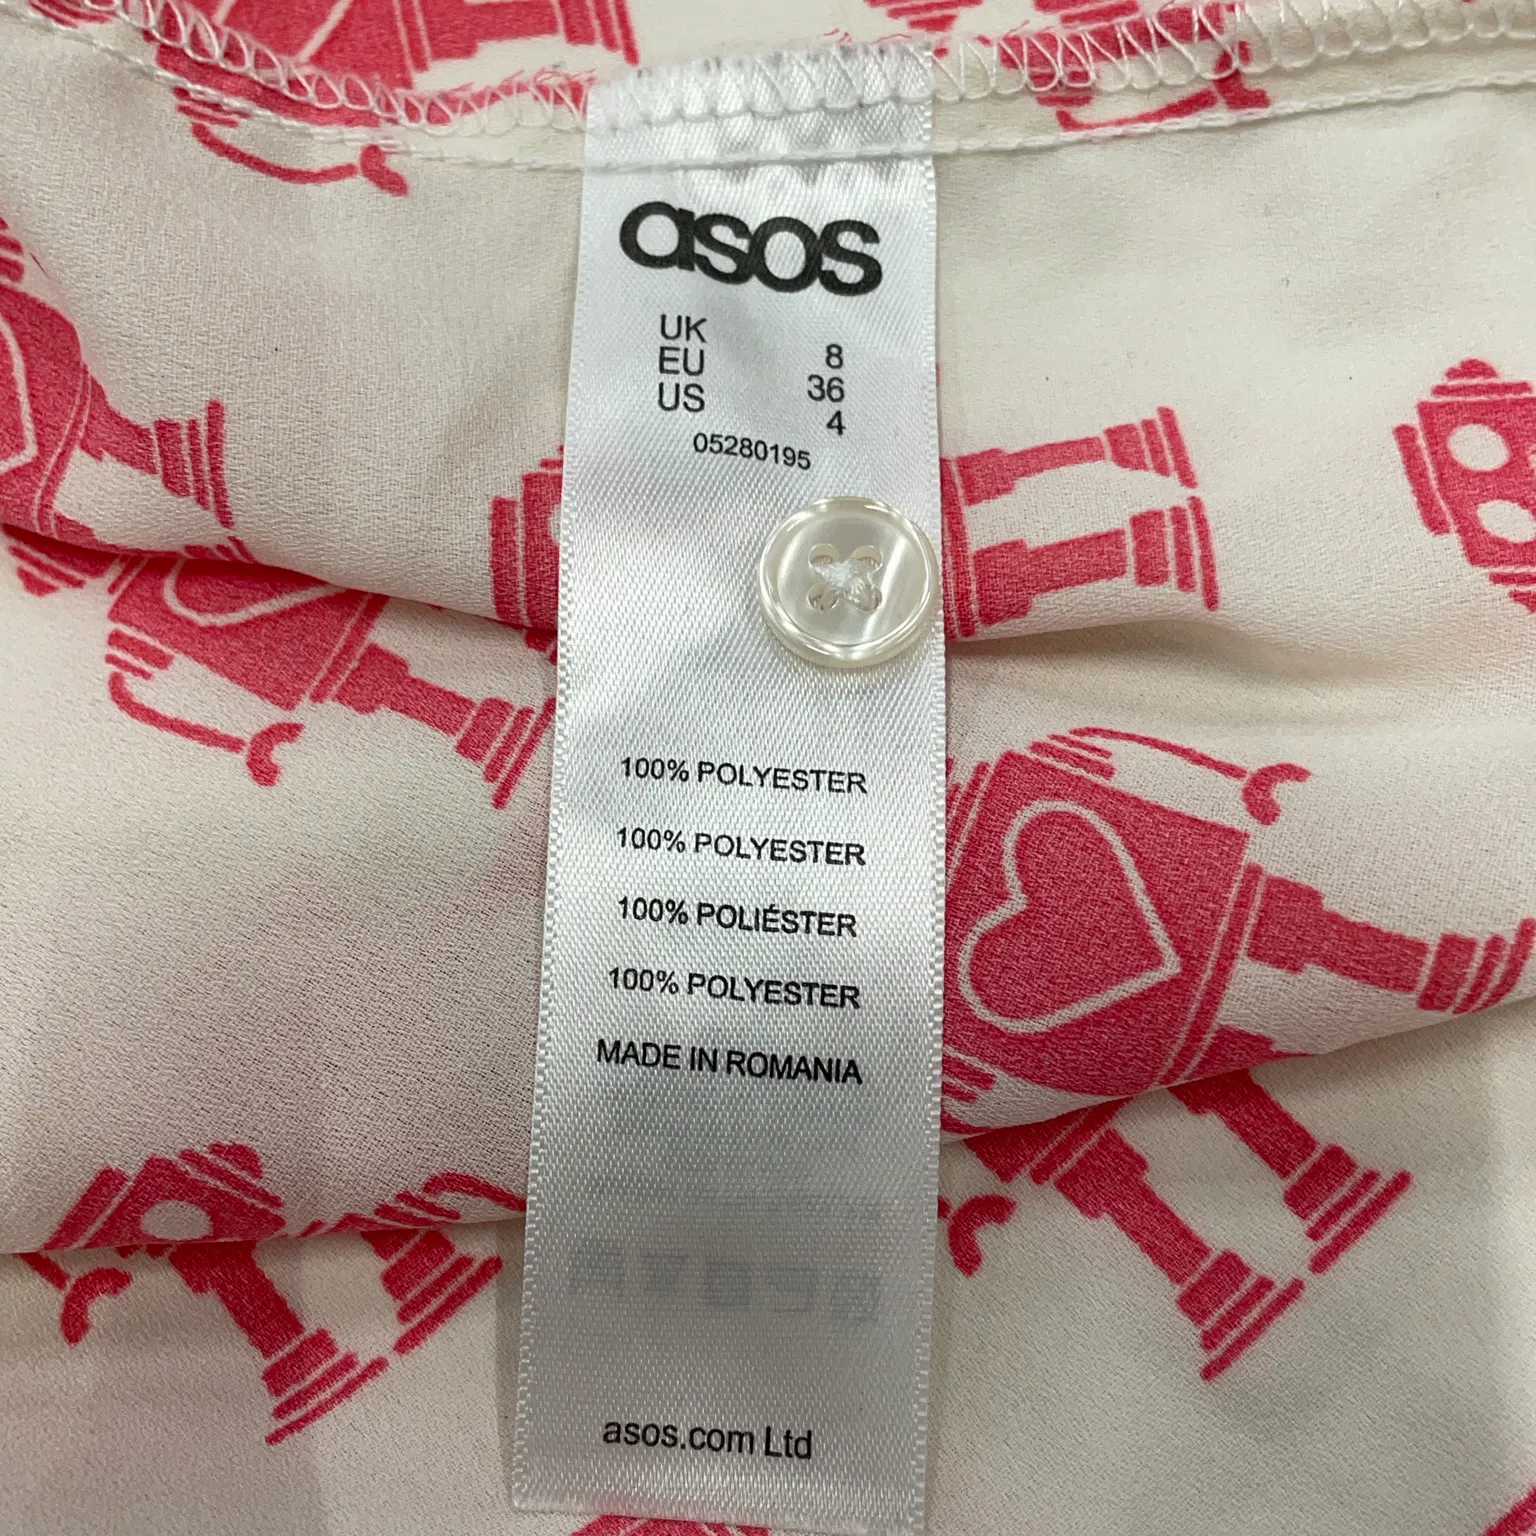 asos
UK 8
EU 36
US 4
05280195
100% POLYESTER
100% POLYESTER
100% POLIÉSTER
100% POLYESTER
MADE IN ROMANIA
asos.com Ltd